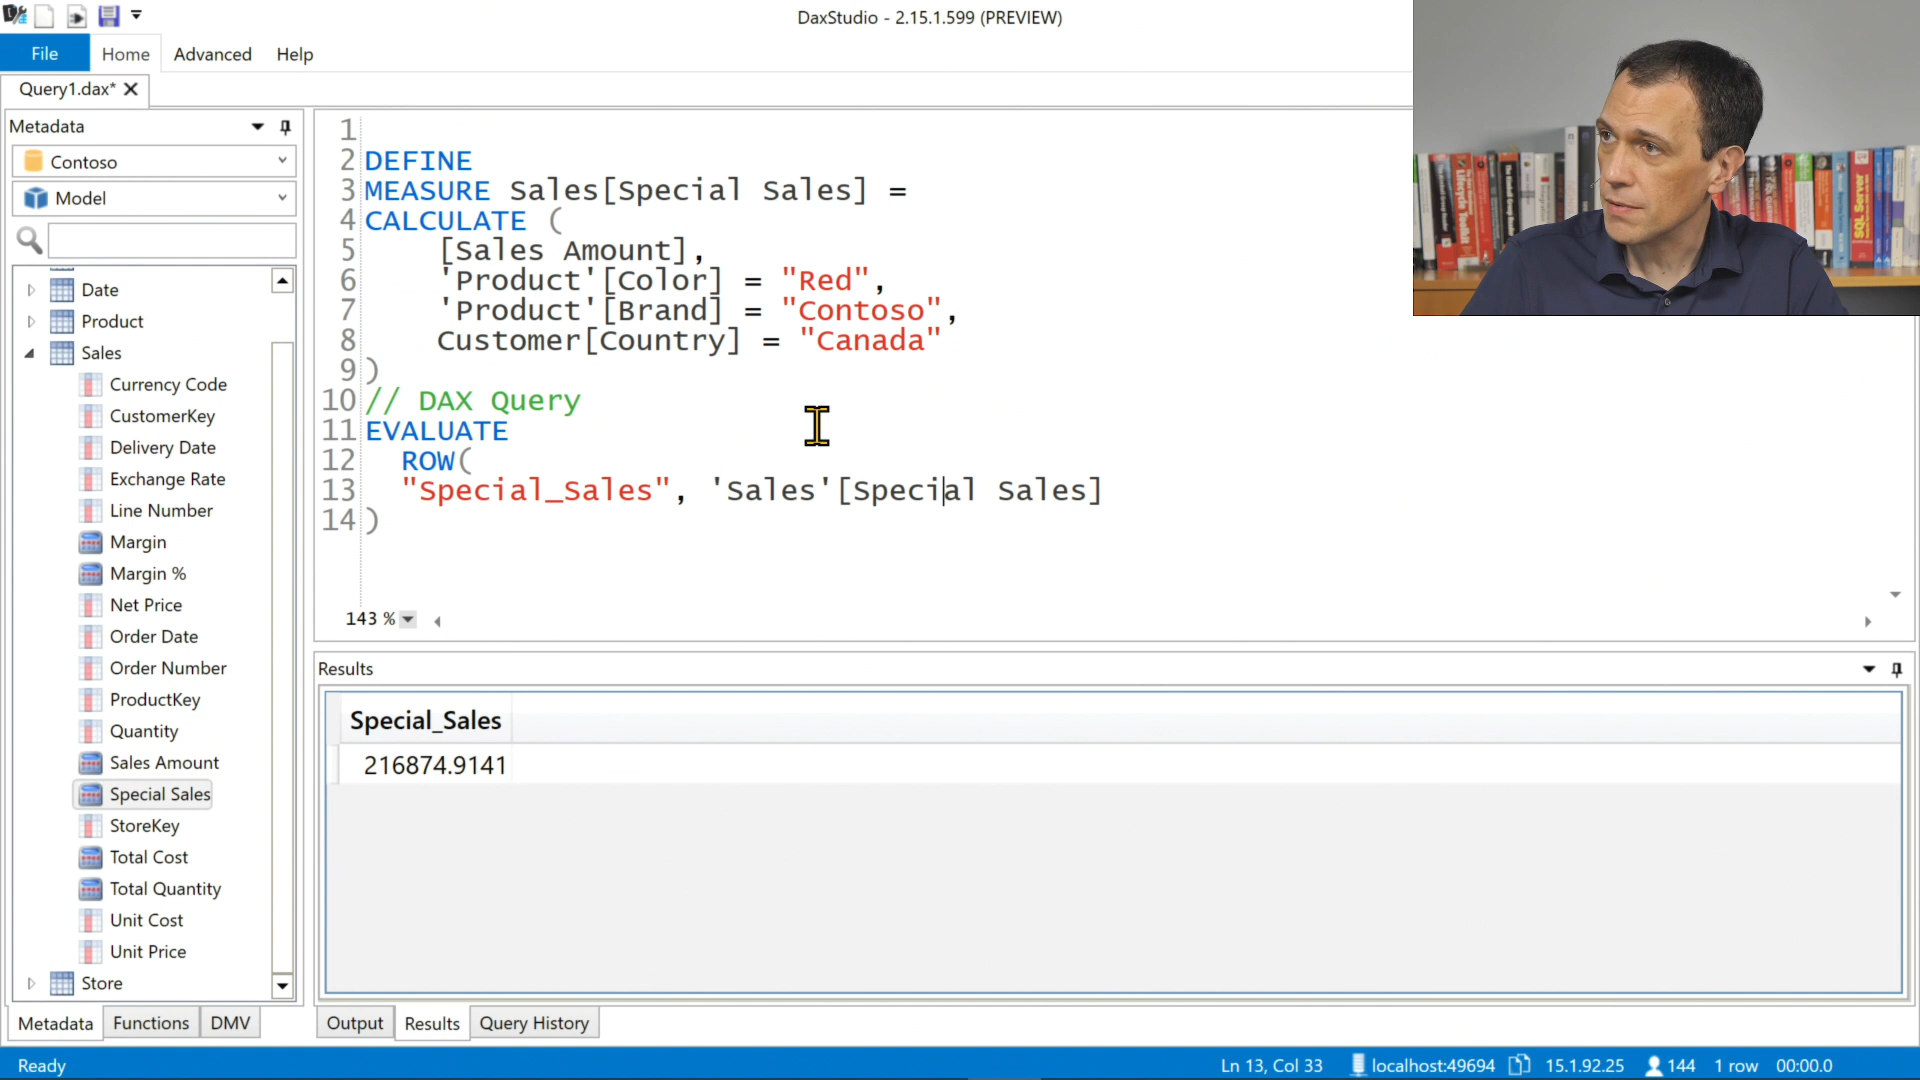 DaxStudio - 2.15.1.599 (PREVIEW)
File Home Advanced Help
Query1.dax*
Metadata
Contoso
Model
Date
Product
Sales
Currency Code
CustomerKey
Delivery Date
Exchange Rate
Line Number
Margin
Margin %
Net Price
Order Date
Order Number
ProductKey
Quantity
Sales Amount
Special Sales
StoreKey
Total Cost
Total Quantity
Unit Cost
Unit Price
Store
Metadata Functions DMV
1
2 DEFINE
3 MEASURE Sales[Special Sales] =
4 CALCULATE (
5 [Sales Amount],
6 'Product'[Color] = "Red",
7 'Product'[Brand] = "Contoso",
8 Customer[Country] = "Canada"
9 )
10 // DAX Query
11 EVALUATE
12 ROW(
13 "Special_Sales", 'Sales'[Special Sales]
14 )
143 %
Results
Special_Sales
216874.9141
Output Results Query History
Ready Ln 13, Col 33 localhost:49694 15.1.92.25 144 1 row 00:00.0
SQL Server